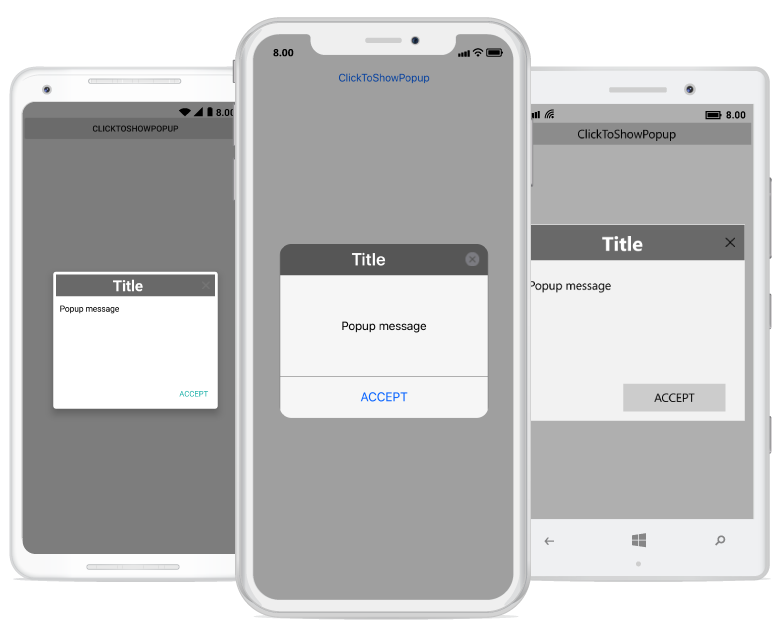 8.00
CLICKTOSHOWPOPUP
Title
Popup message
ACCEPT
8.00
ClickToShowPopup
Title
Popup message
ACCEPT
8.00
ClickToShowPopup
Title
Popup message
ACCEPT